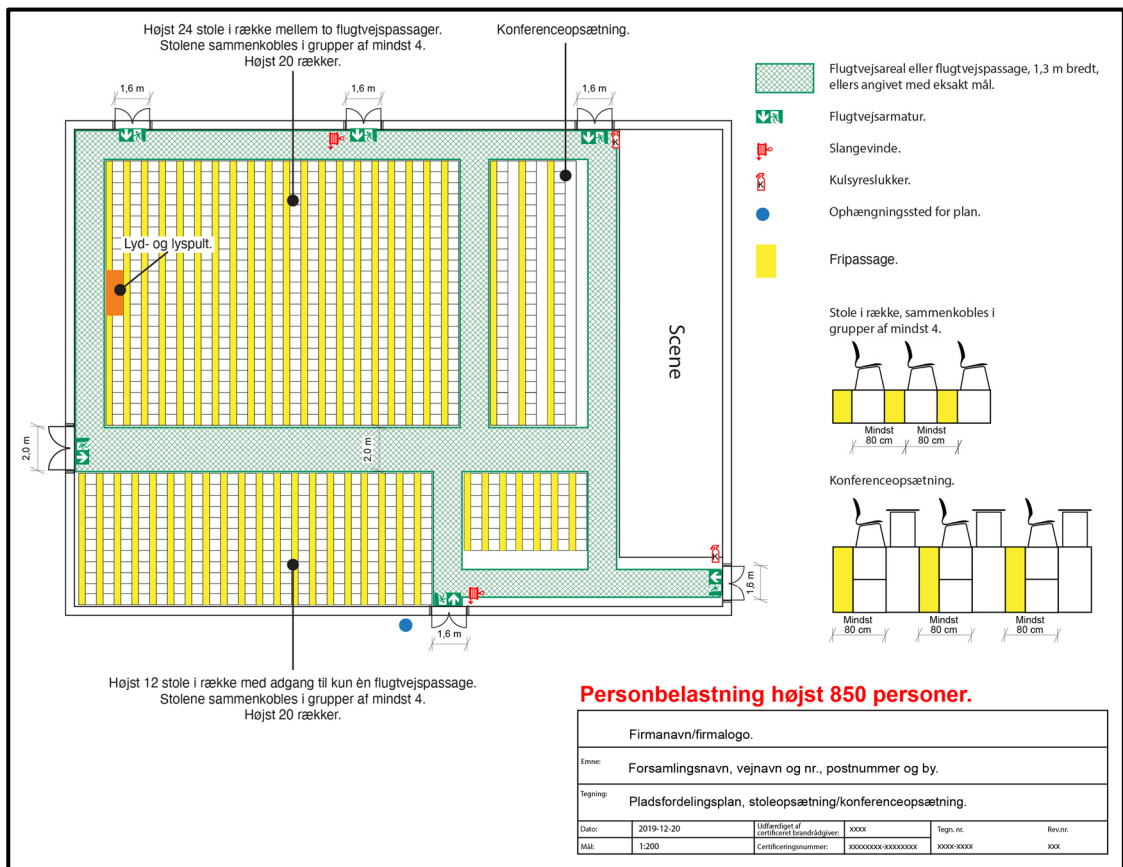 Højst 24 stole i række mellem to flugtvejspassager.
Stolene sammenkobles i grupper af mindst 4.
Højst 20 rækker.
Konferenceopsætning.
1,6 m
1,6 m
1,6 m
Lyd- og lyspult.
Scene
2,0 m
2,0 m
1,6 m
1,6 m
K
K
Højst 12 stole i række med adgang til kun èn flugtvejspassage.
Stolene sammenkobles i grupper af mindst 4.
Højst 20 rækker.
Flugtvejsareal eller flugtvejspassage, 1,3 m bredt,
ellers angivet med eksakt mål.
Flugtvejsarmatur.
Slangevinde.
K
Kulsyreslukker.
Ophængningssted for plan.
Fripassage.
Stole i række, sammenkobles i
grupper af mindst 4.
Mindst
80 cm
Mindst
80 cm
Konferenceopsætning.
Mindst
80 cm
Mindst
80 cm
Mindst
80 cm
Personbelastning højst 850 personer.
Firmanavn/firmalogo.
Emne: Forsamlingsnavn, vejnavn og nr., postnummer og by.
Tegning: Pladsfordelingsplan, stoleopsætning/konferenceopsætning.
Dato: 2019-12-20 Udfærdiget af certificeret brandrådgiver: xxxx Tegn. nr. Rev.nr.
Mål: 1:200 Certificeringsnummer: xxxxxxxx-xxxxxxxx xxxx-xxxx xxx